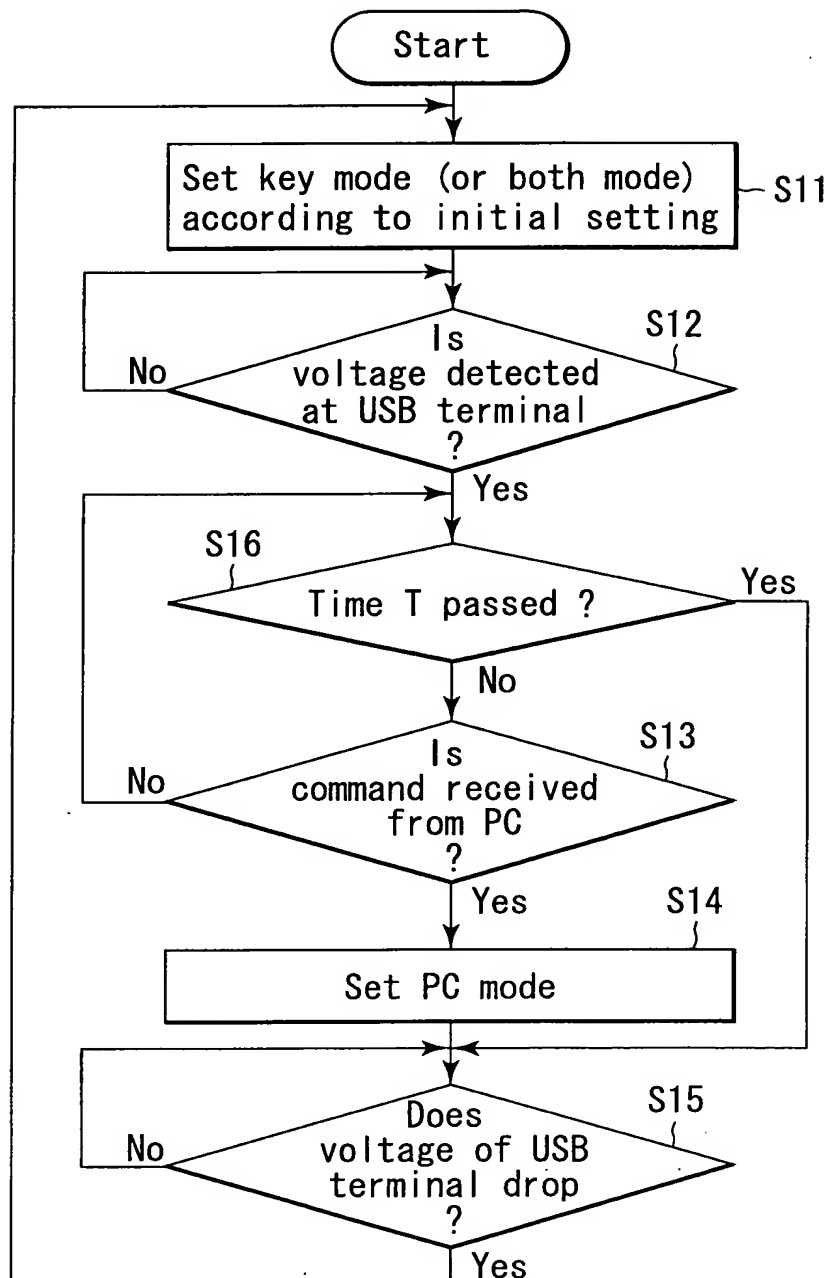 Start
Set key mode (or both mode)
according to initial setting
S11
Is
voltage detected
at USB terminal
?
S12
No
Yes
S16
Time T passed ?
Yes
No
Is
command received
from PC
?
S13
No
Yes
S14
Set PC mode
Does
voltage of USB
terminal drop
?
S15
No
Yes